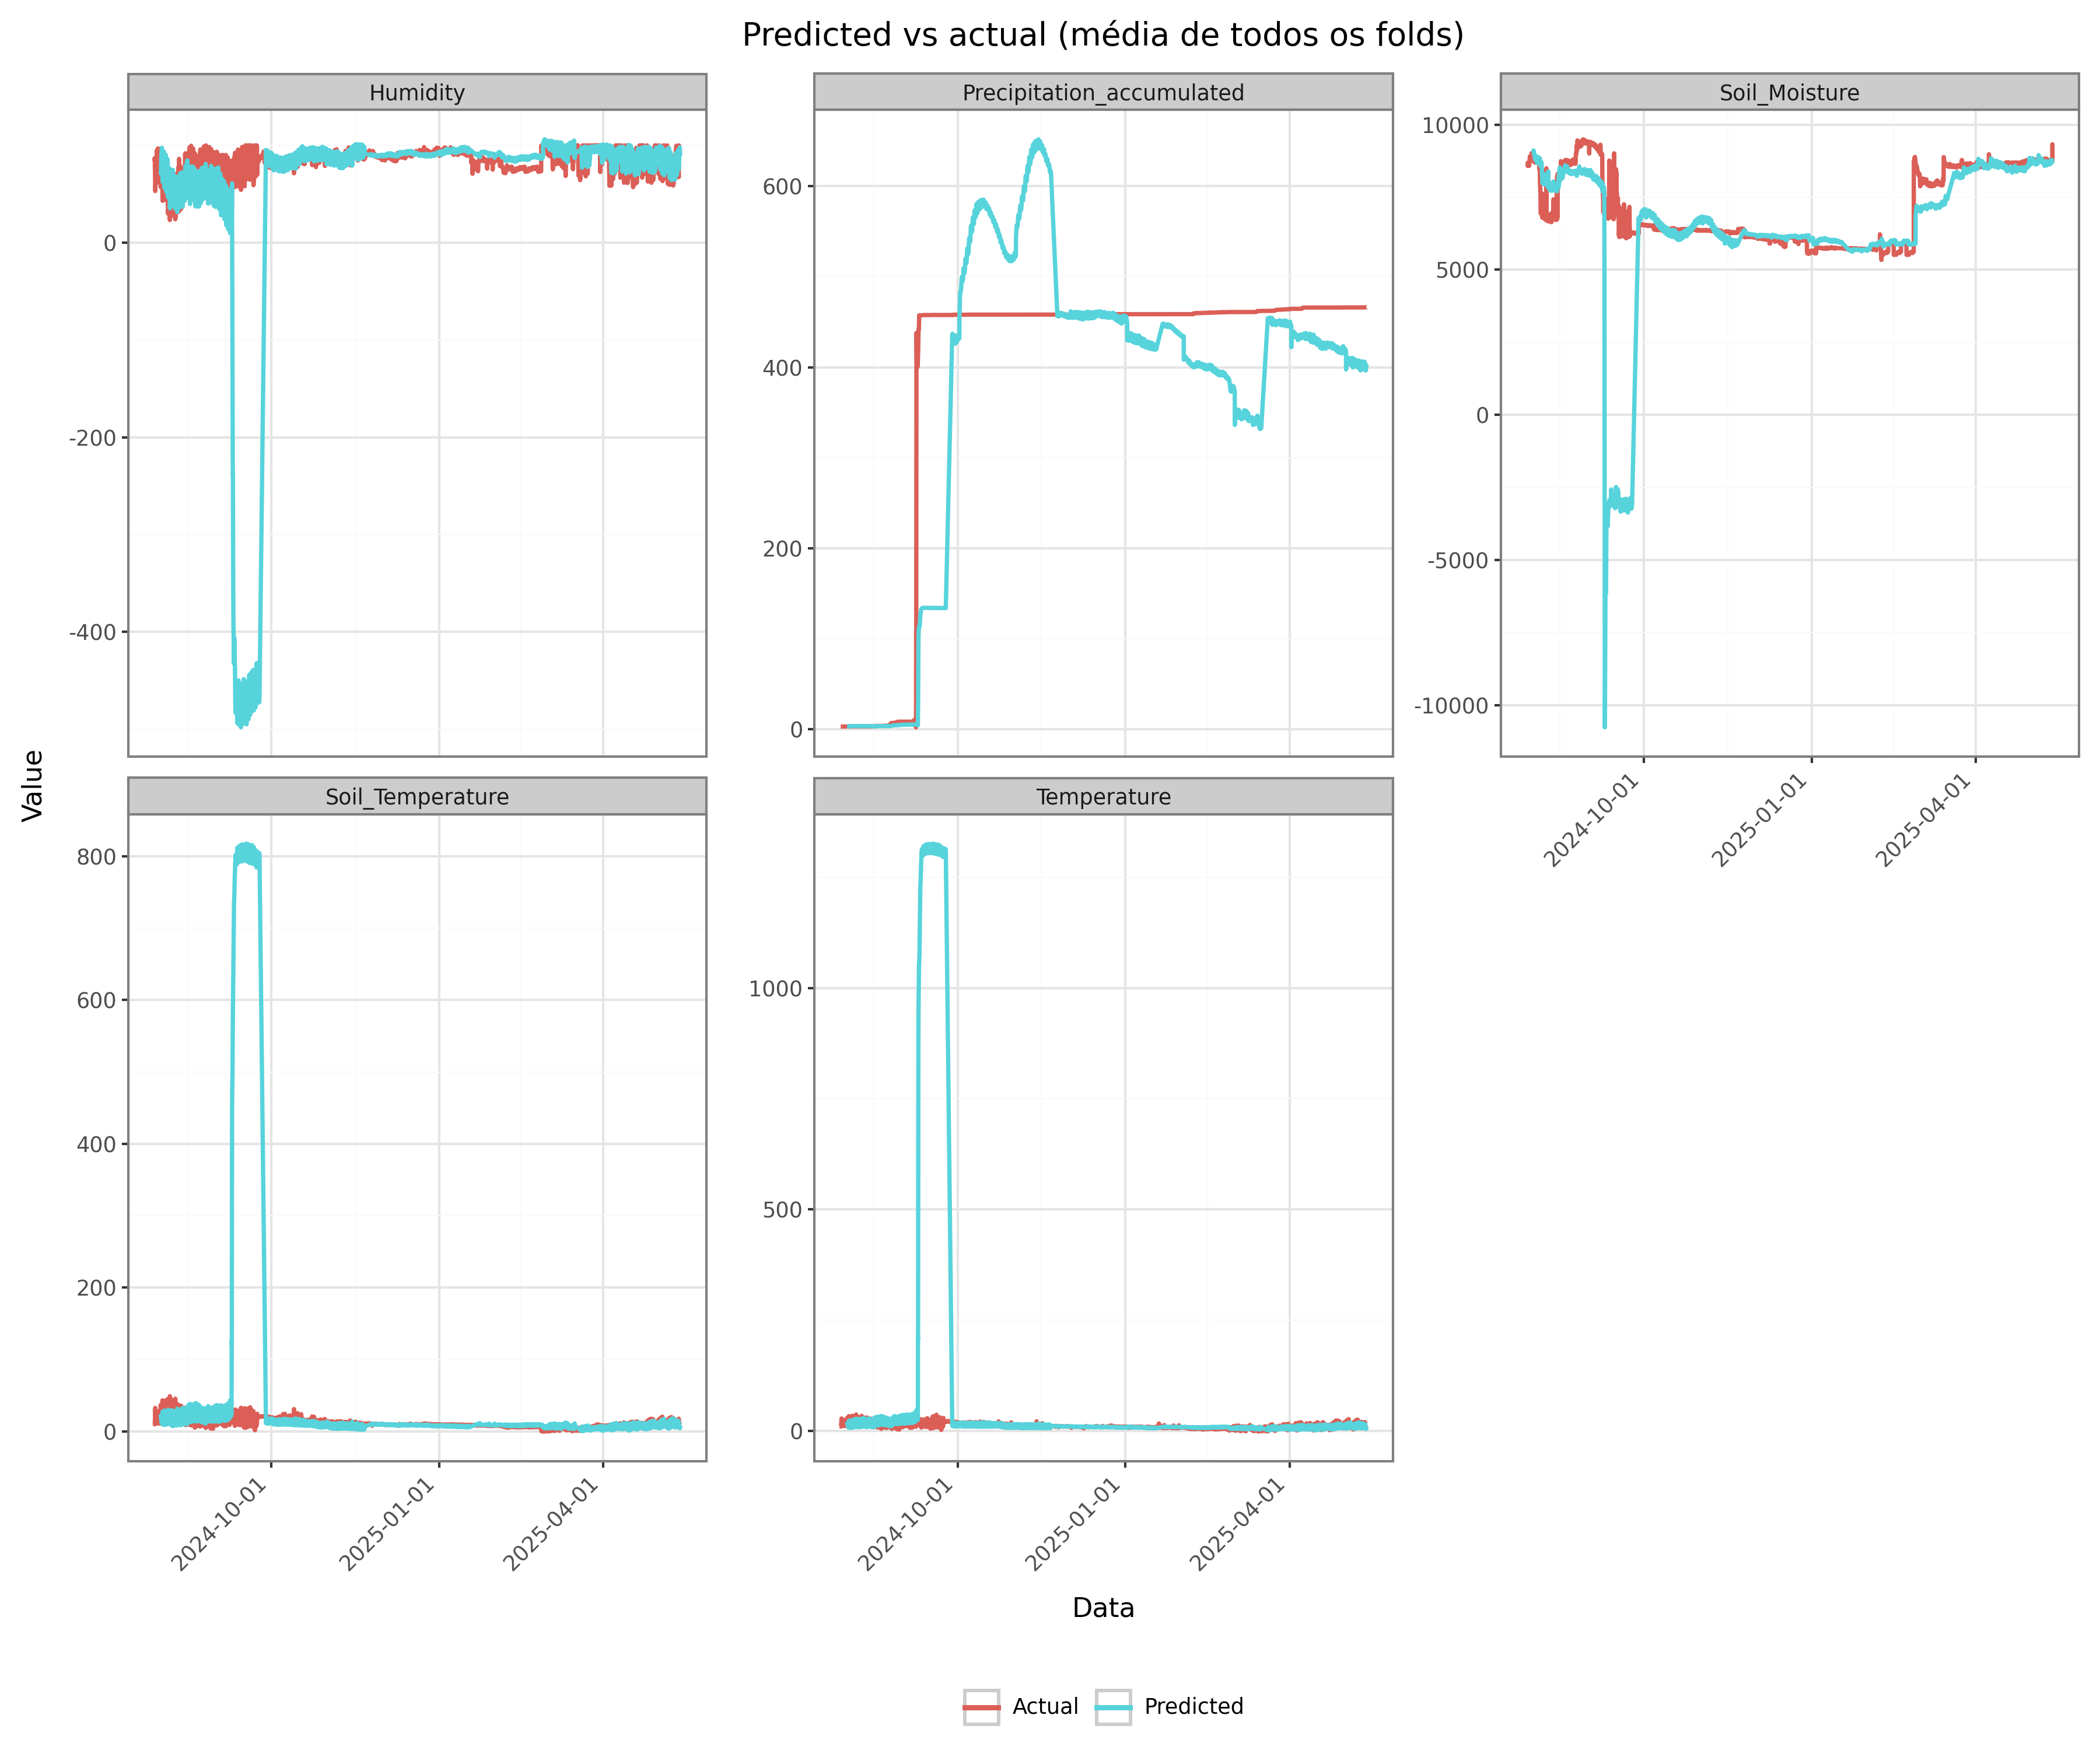 Predicted vs actual (média de todos os folds)
Humidity
Precipitation_accumulated
Soil_Moisture
0
-200
-400
600
400
200
0
10000
5000
0
-5000
-10000
2024-10-01
2025-01-01
2025-04-01
Value
Soil_Temperature
Temperature
800
600
400
200
0
1000
500
0
2024-10-01
2025-01-01
2025-04-01
2024-10-01
2025-01-01
2025-04-01
Data
Actual
Predicted